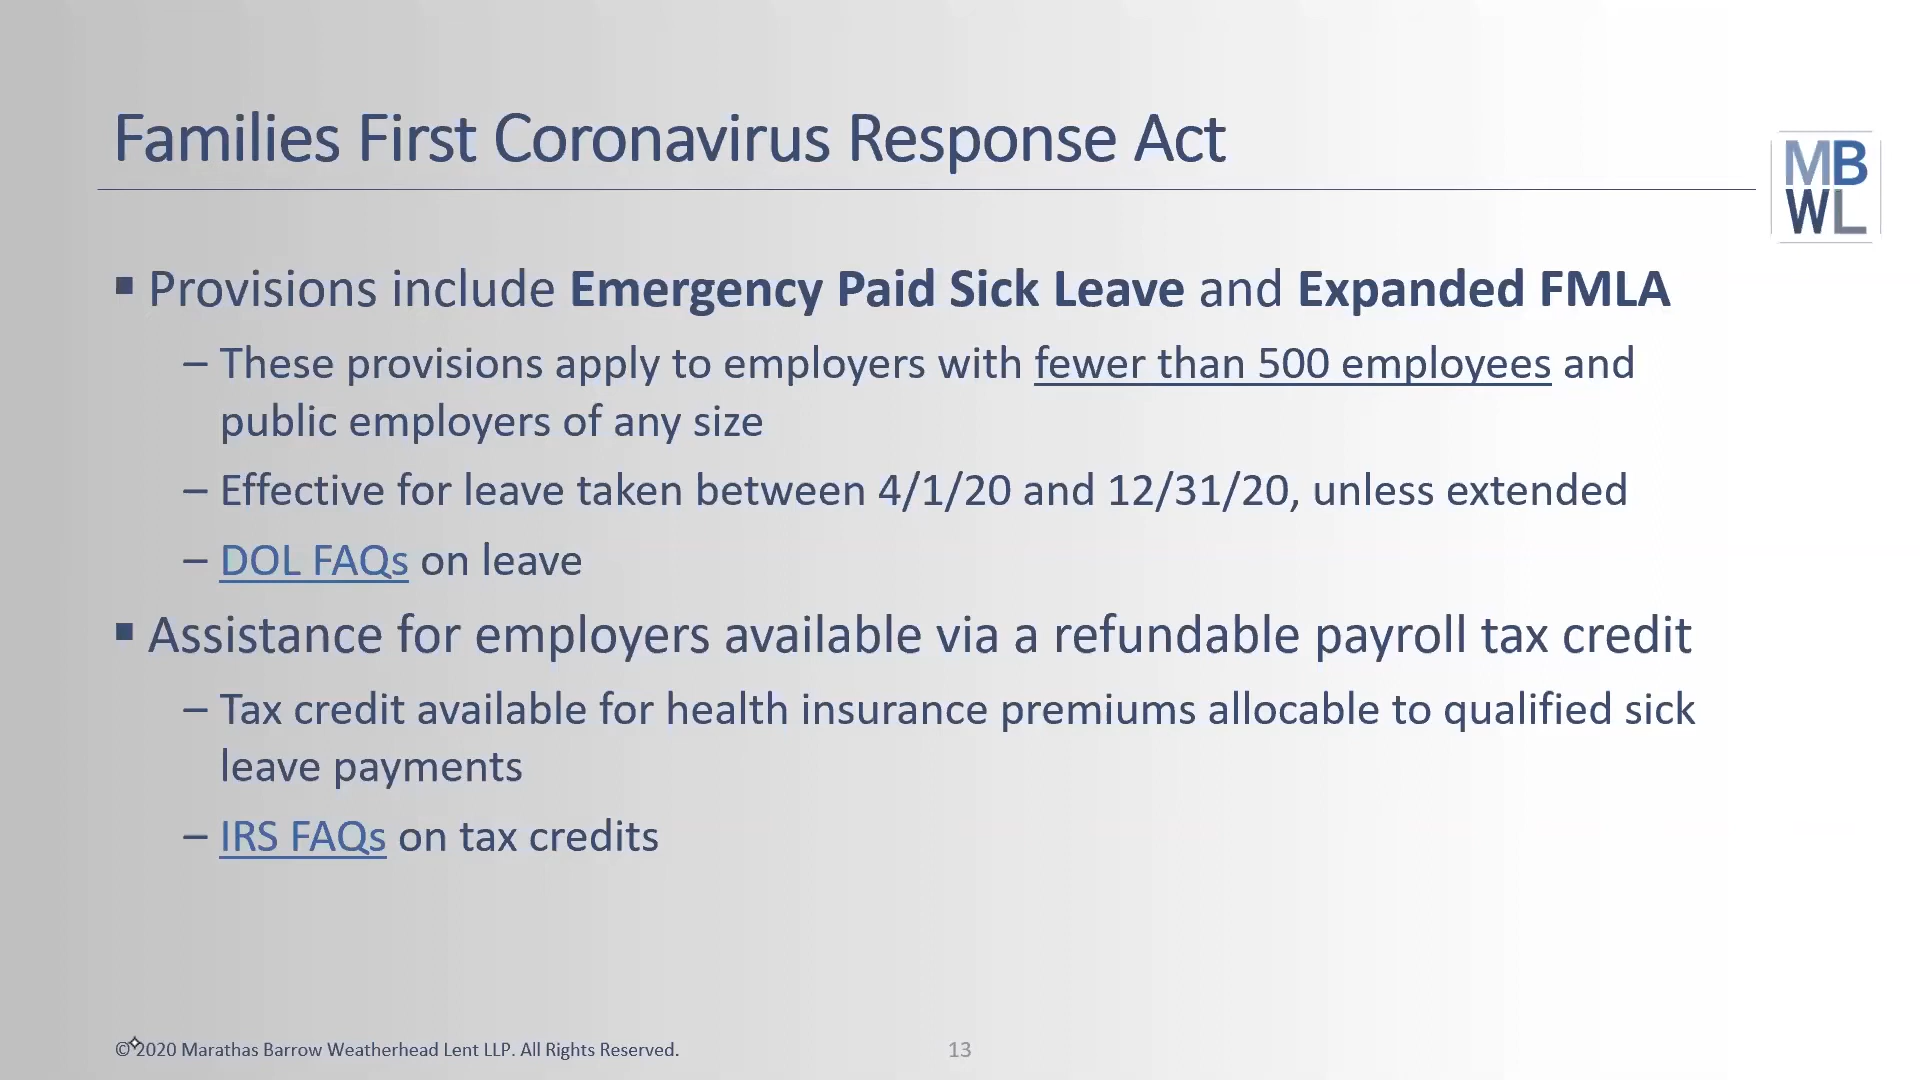 Families First Coronavirus Response Act
MB
WL
▪ Provisions include Emergency Paid Sick Leave and Expanded FMLA
– These provisions apply to employers with fewer than 500 employees and
public employers of any size
– Effective for leave taken between 4/1/20 and 12/31/20, unless extended
– DOL FAQs on leave
▪ Assistance for employers available via a refundable payroll tax credit
– Tax credit available for health insurance premiums allocable to qualified sick
leave payments
– IRS FAQs on tax credits
© 2020 Marathas Barrow Weatherhead Lent LLP. All Rights Reserved.
13